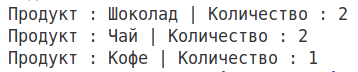 Продукт : Шоколад | Количество : 2
Продукт : Чай | Количество : 2
Продукт : Кофе | Количество : 1